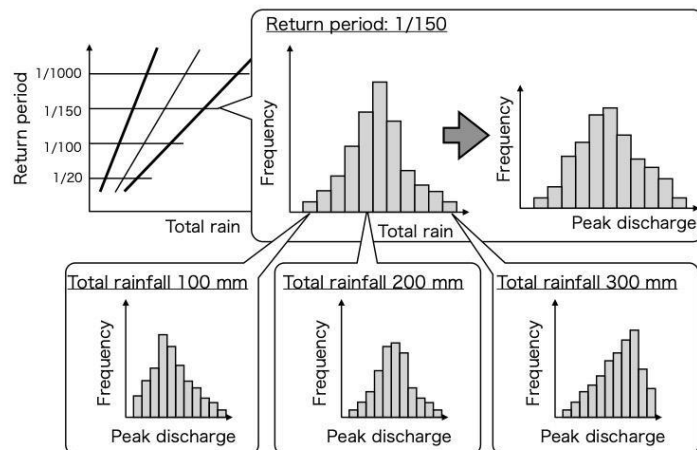 Return period: 1/150
Return period
1/1000
1/150
1/100
1/20
Total rain
Frequency
Total rain
Frequency
Peak discharge
Total rainfall 100 mm
Frequency
Peak discharge
Total rainfall 200 mm
Frequency
Peak discharge
Total rainfall 300 mm
Frequency
Peak discharge